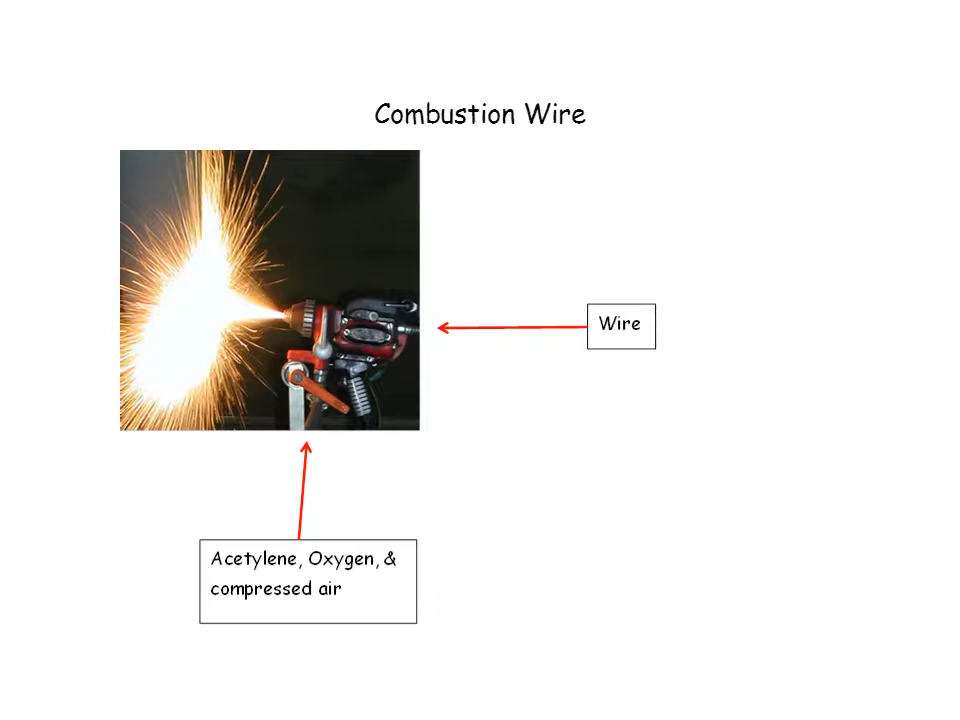 Combustion Wire
Wire
Acetylene, Oxygen, &
compressed air